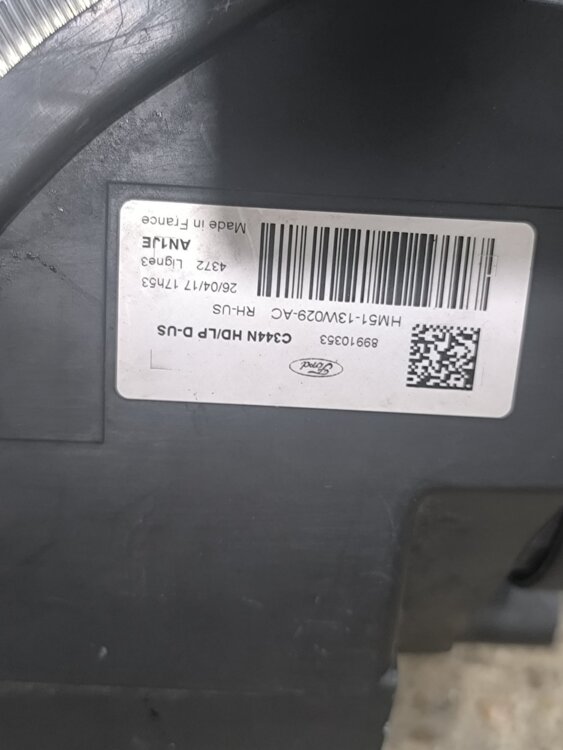 Ford
89910353 C344N HD/LP D-US
HM51-13W029-AC RH-US
26/04/17 17h53
4372 Ligne3
AN1JE
Made in France